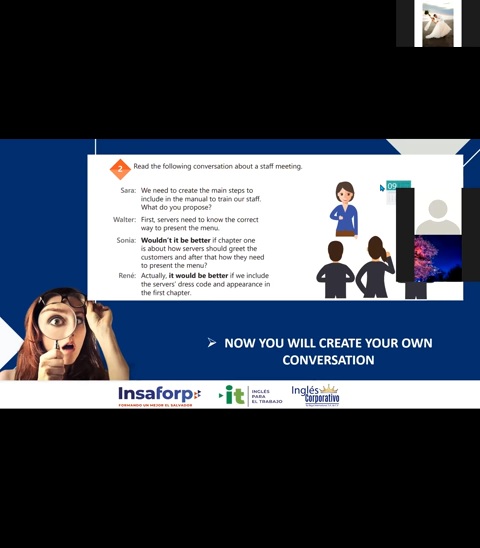 2
Read the following conversation about a staff meeting.
09
Sara: We need to create the main steps to
include in the manual to train our staff.
What do you propose?
Walter: First, servers need to know the correct
way to present the menu.
Sonia: Wouldn't it be better if chapter one
is about how servers should greet the
customers and after that how they need
to present the menu?
René: Actually, it would be better if we include
the servers' dress code and appearance in
the first chapter.
➢ NOW YOU WILL CREATE YOUR OWN
CONVERSATION
Insaforp
FORMANDO UN MEJOR EL SALVADOR
it
INGLÉS
PARA
EL TRABAJO
Inglés
Corporativo